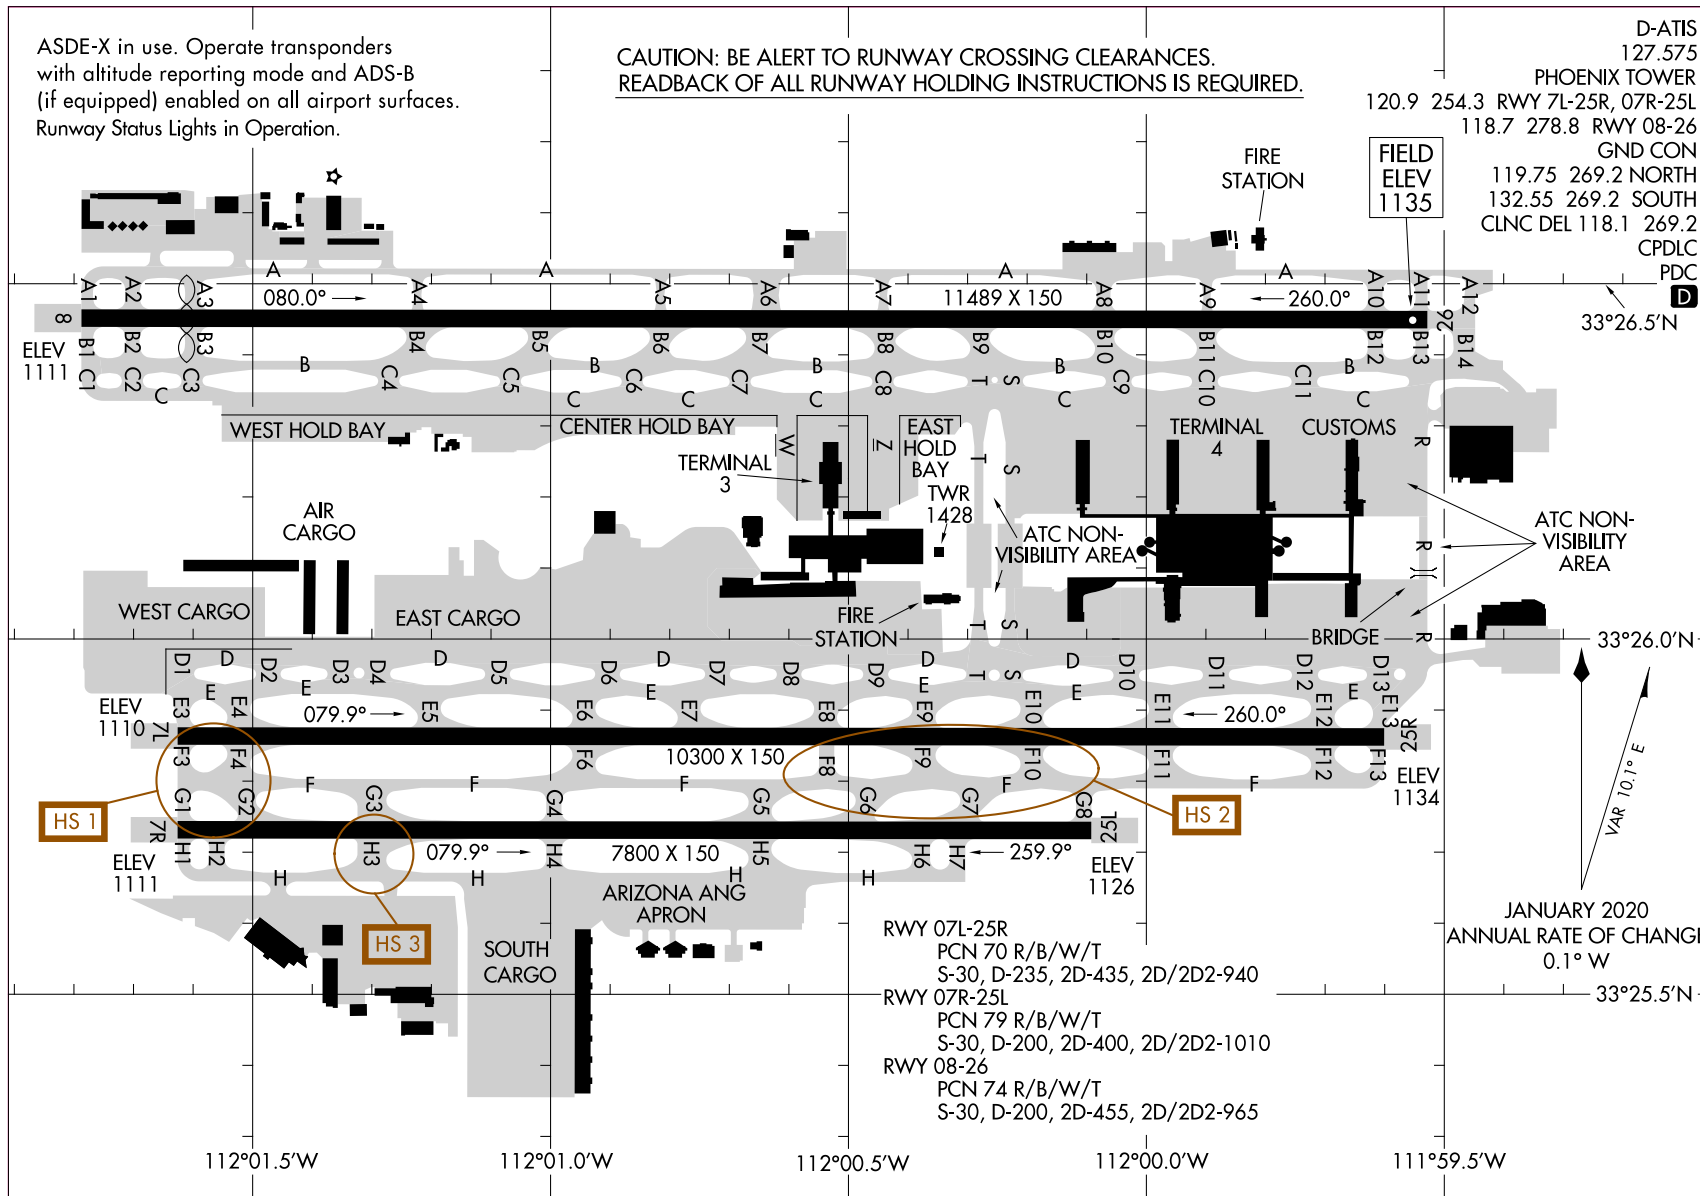 ASDE-X in use. Operate transponders
with altitude reporting mode and ADS-B
(if equipped) enabled on all airport surfaces.
Runway Status Lights in Operation.
CAUTION: BE ALERT TO RUNWAY CROSSING CLEARANCES.
READBACK OF ALL RUNWAY HOLDING INSTRUCTIONS IS REQUIRED.
D-ATIS
127.575
PHOENIX TOWER
120.9 254.3 RWY 7L-25R, 07R-25L
118.7 278.8 RWY 08-26
GND CON
119.75 269.2 NORTH
132.55 269.2 SOUTH
CLNC DEL 118.1 269.2
CPDLC
PDC
D
FIELD
ELEV
1135
FIRE
STATION
33°26.5'N
A A A A
A1 A2 A3 A4 A5 A6 A7 A8 A9 A10 A11 A12
080.0°
11489 X 150
260.0°
8
26
ELEV
1111
B1 B2 B3 B4 B5 B6 B7 B8 B9 B10 B11 B12 B13 B14
B B B B B
C1 C2 C3 C4 C5 C6 C7 C8 T S C9 C10 C11
C C C C C C
WEST HOLD BAY
CENTER HOLD BAY
W
Z
EAST
HOLD
BAY
TERMINAL
3
TWR
1428
T S
TERMINAL
4
CUSTOMS
R
AIR
CARGO
ATC NON-
VISIBILITY AREA
R
ATC NON-
VISIBILITY
AREA
WEST CARGO
EAST CARGO
FIRE
STATION
T S
BRIDGE
R
33°26.0'N
D D D D D
D1 D2 D3 D4 D5 D6 D7 D8 D9 T S D10 D11 D12 D13
E E E E E E
E3 E4 E5 E6 E7 E8 E9 E10 E11 E12 E13
ELEV
1110
079.9°
260.0°
7L
10300 X 150
25R
ELEV
1134
F3 F4 F6 F8 F9 F10 F11 F12 F13
F F F F F
HS 1
HS 2
G1 G2 G3 G4 G5 G6 G7 G8
7R
25L
ELEV
1111
H1 H2 H3 H4 H5 H6 H7
079.9°
7800 X 150
259.9°
ELEV
1126
H H H H
HS 3
ARIZONA ANG
APRON
SOUTH
CARGO
VAR 10.1° E
JANUARY 2020
ANNUAL RATE OF CHANGE
0.1° W
RWY 07L-25R
PCN 70 R/B/W/T
S-30, D-235, 2D-435, 2D/2D2-940
RWY 07R-25L
PCN 79 R/B/W/T
S-30, D-200, 2D-400, 2D/2D2-1010
RWY 08-26
PCN 74 R/B/W/T
S-30, D-200, 2D-455, 2D/2D2-965
33°25.5'N
112°01.5'W
112°01.0'W
112°00.5'W
112°00.0'W
111°59.5'W